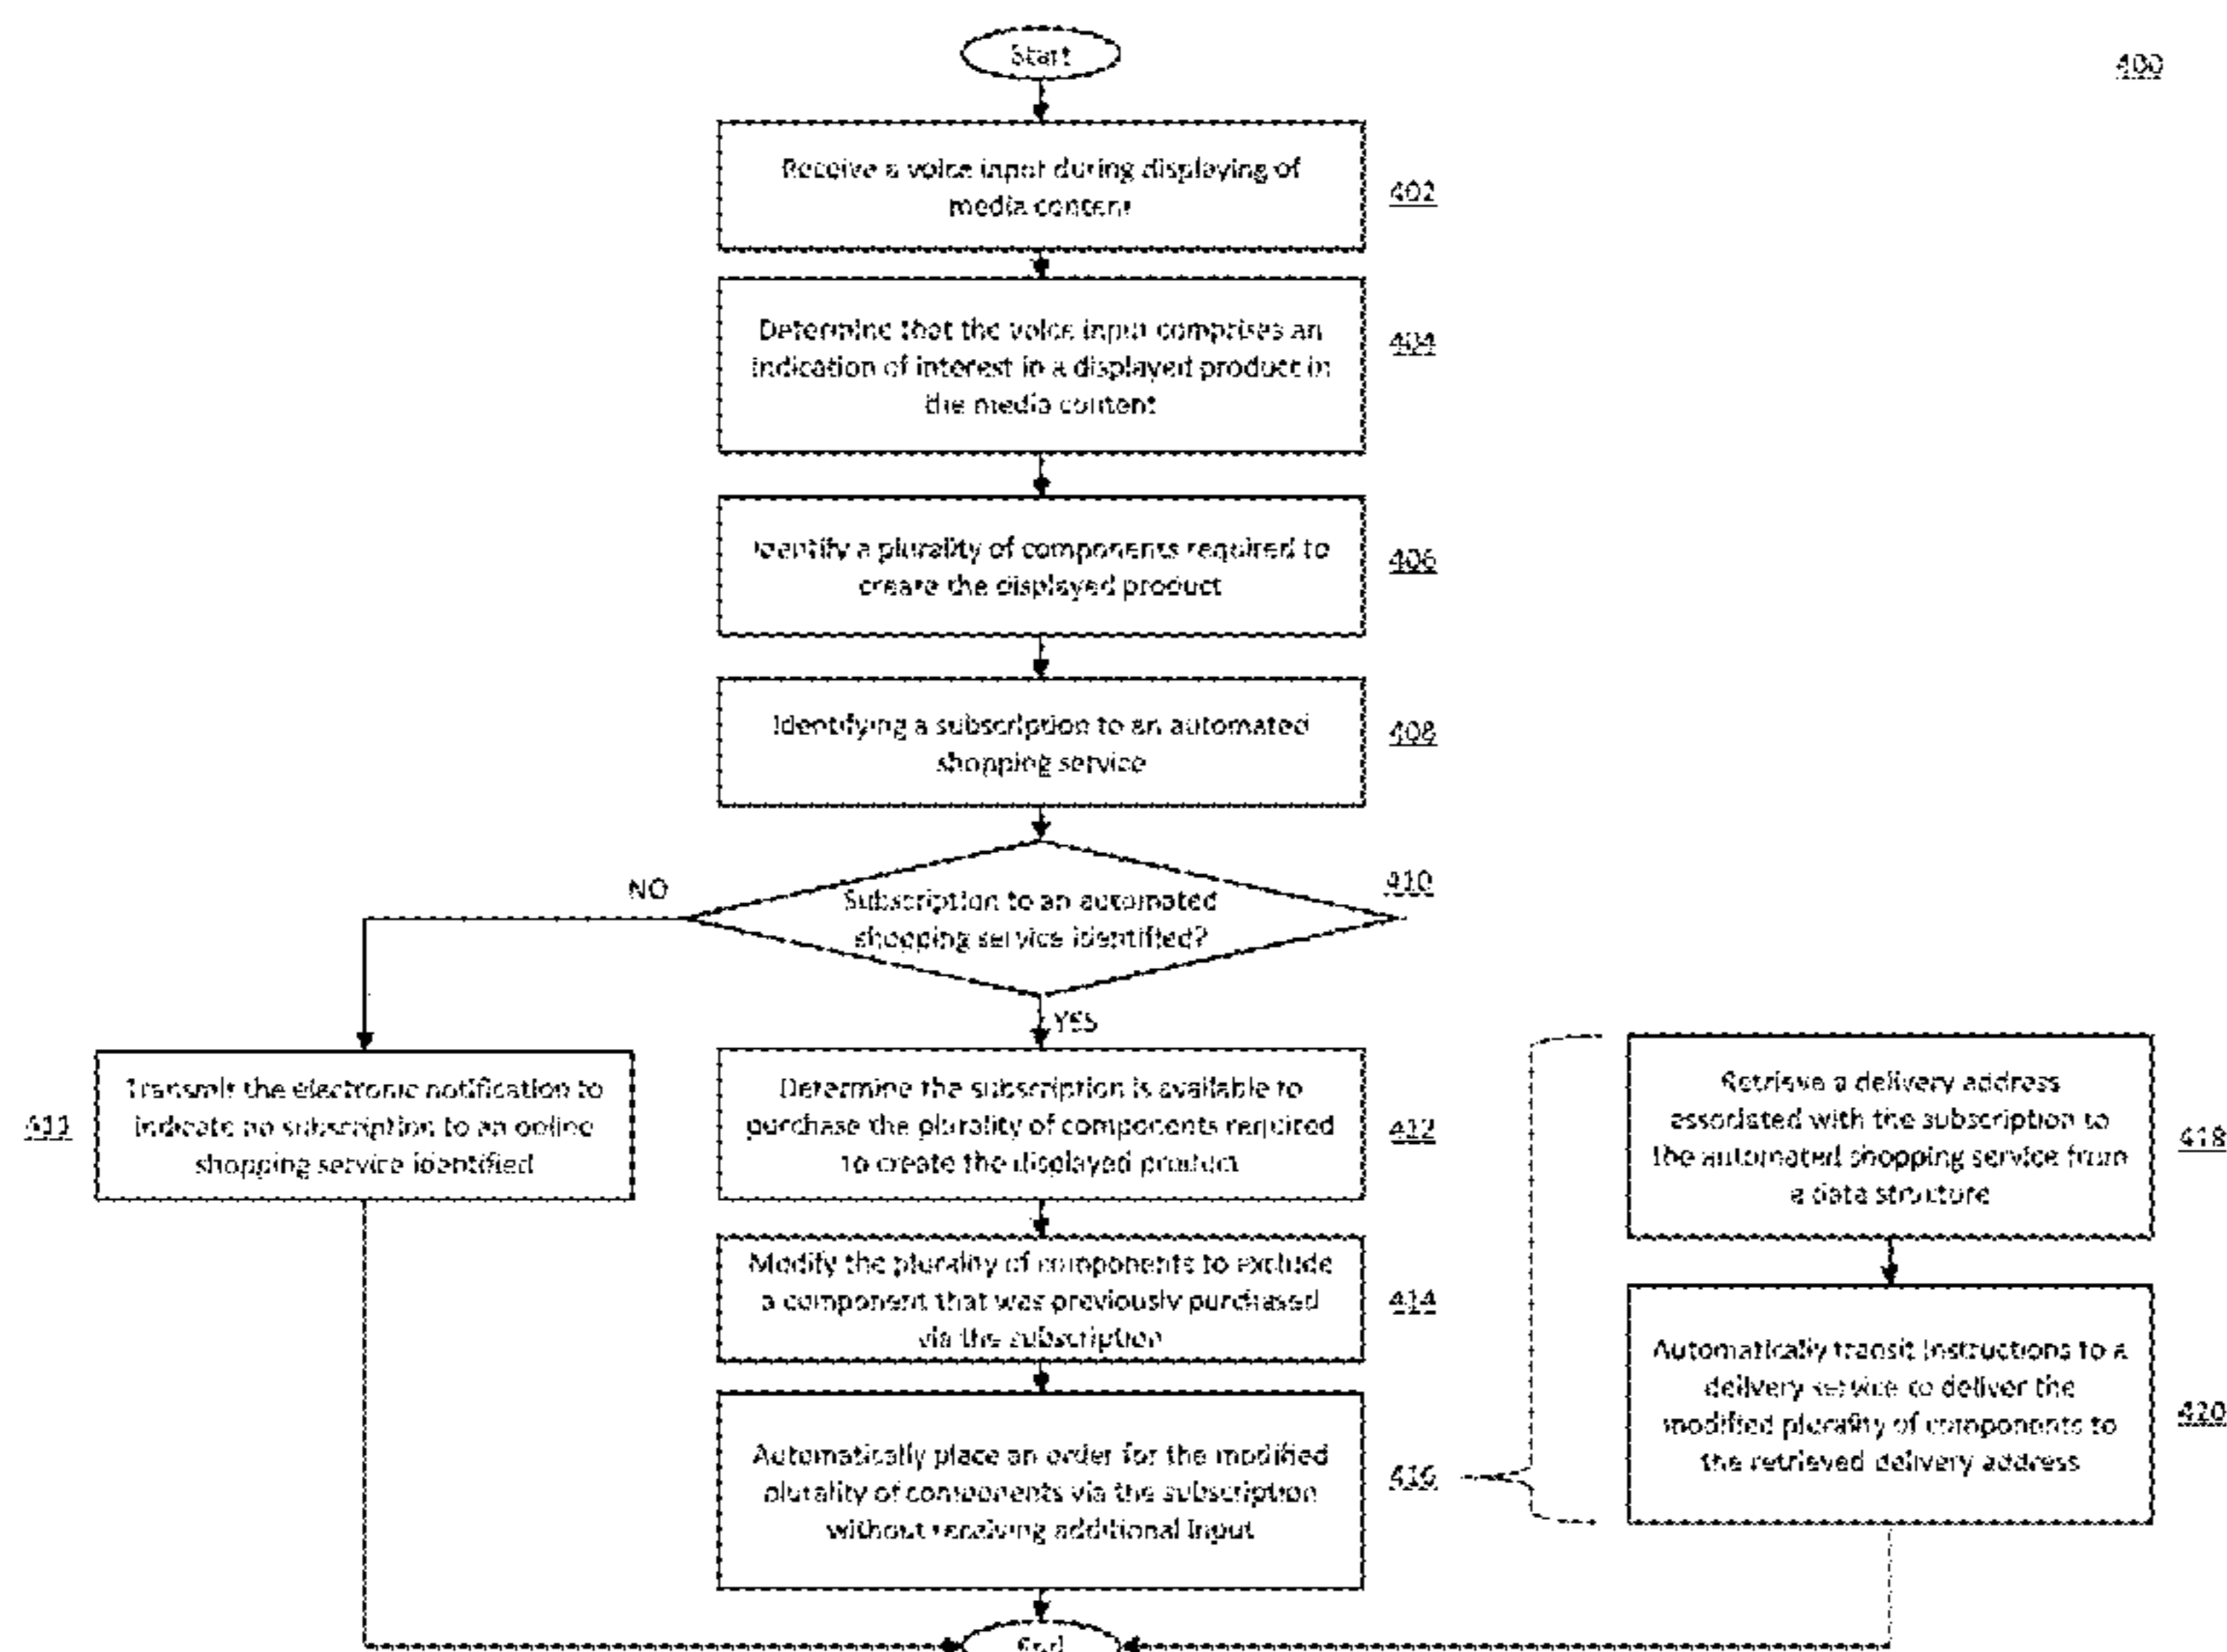 Start
400
Receive a voice input during displaying of
media content
402
Determine that the voice input comprises an
indication of interest in a displayed product in
the media content
404
Identify a plurality of components required to
create the displayed product
406
Identifying a subscription to an automated
shopping service
408
NO
Subscription to an automated
shopping service identified?
410
YES
Transmit the electronic notification to
indicate no subscription to an online
shopping service identified
411
Determine the subscription is available to
purchase the plurality of components required
to create the displayed product
412
Modify the plurality of components to exclude
a component that was previously purchased
via the subscription
414
Automatically place an order for the modified
plurality of components via the subscription
without receiving additional Input
416
Retrieve a delivery address
associated with the subscription to
the automated shopping service from
a data structure
418
Automatically transit instructions to a
delivery service to deliver the
modified plurality of components to
the retrieved delivery address
420
End